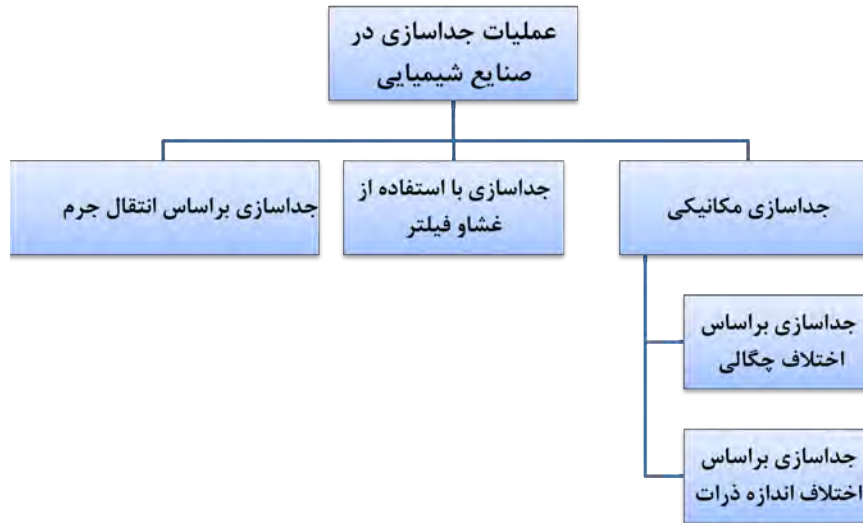 عملیات جداسازی در
صنایع شیمیایی
جداسازی مکانیکی
جداسازی با استفاده از
غشاو فیلتر
جداسازی براساس انتقال جرم
جداسازی براساس
اختلاف چگالی
جداسازی براساس
اختلاف اندازه ذرات